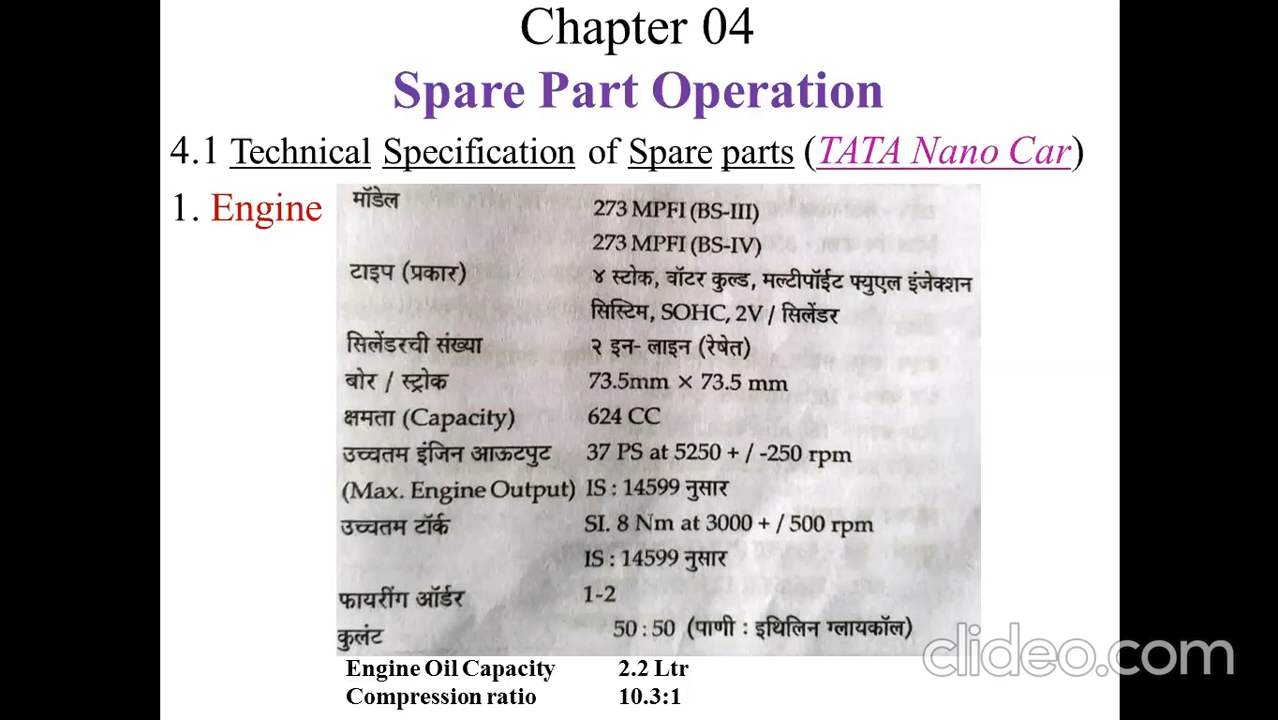 Chapter 04
Spare Part Operation
4.1 Technical Specification of Spare parts (TATA Nano Car)
1. Engine
मॉडेल 273 MPFI (BS-III)
273 MPFI (BS-IV)
टाइप (प्रकार) ४ स्टोक, वॉटर कुल्ड, मल्टीपॉईट फ्युएल इंजेक्शन
सिस्टिम, SOHC, 2V / सिलेंडर
सिलेंडरची संख्या २ इन- लाइन (रेषेत)
बोर / स्ट्रोक 73.5mm × 73.5 mm
क्षमता (Capacity) 624 CC
उच्चतम इंजिन आऊटपुट 37 PS at 5250 + / -250 rpm
(Max. Engine Output) IS : 14599 नुसार
उच्चतम टॉर्क SI. 8 Nm at 3000 + / 500 rpm
IS : 14599 नुसार
फायरींग ऑर्डर 1-2
कुलंट 50 : 50 (पाणी : इथिलिन ग्लायकॉल)
Engine Oil Capacity 2.2 Ltr
Compression ratio 10.3:1
clideo.com